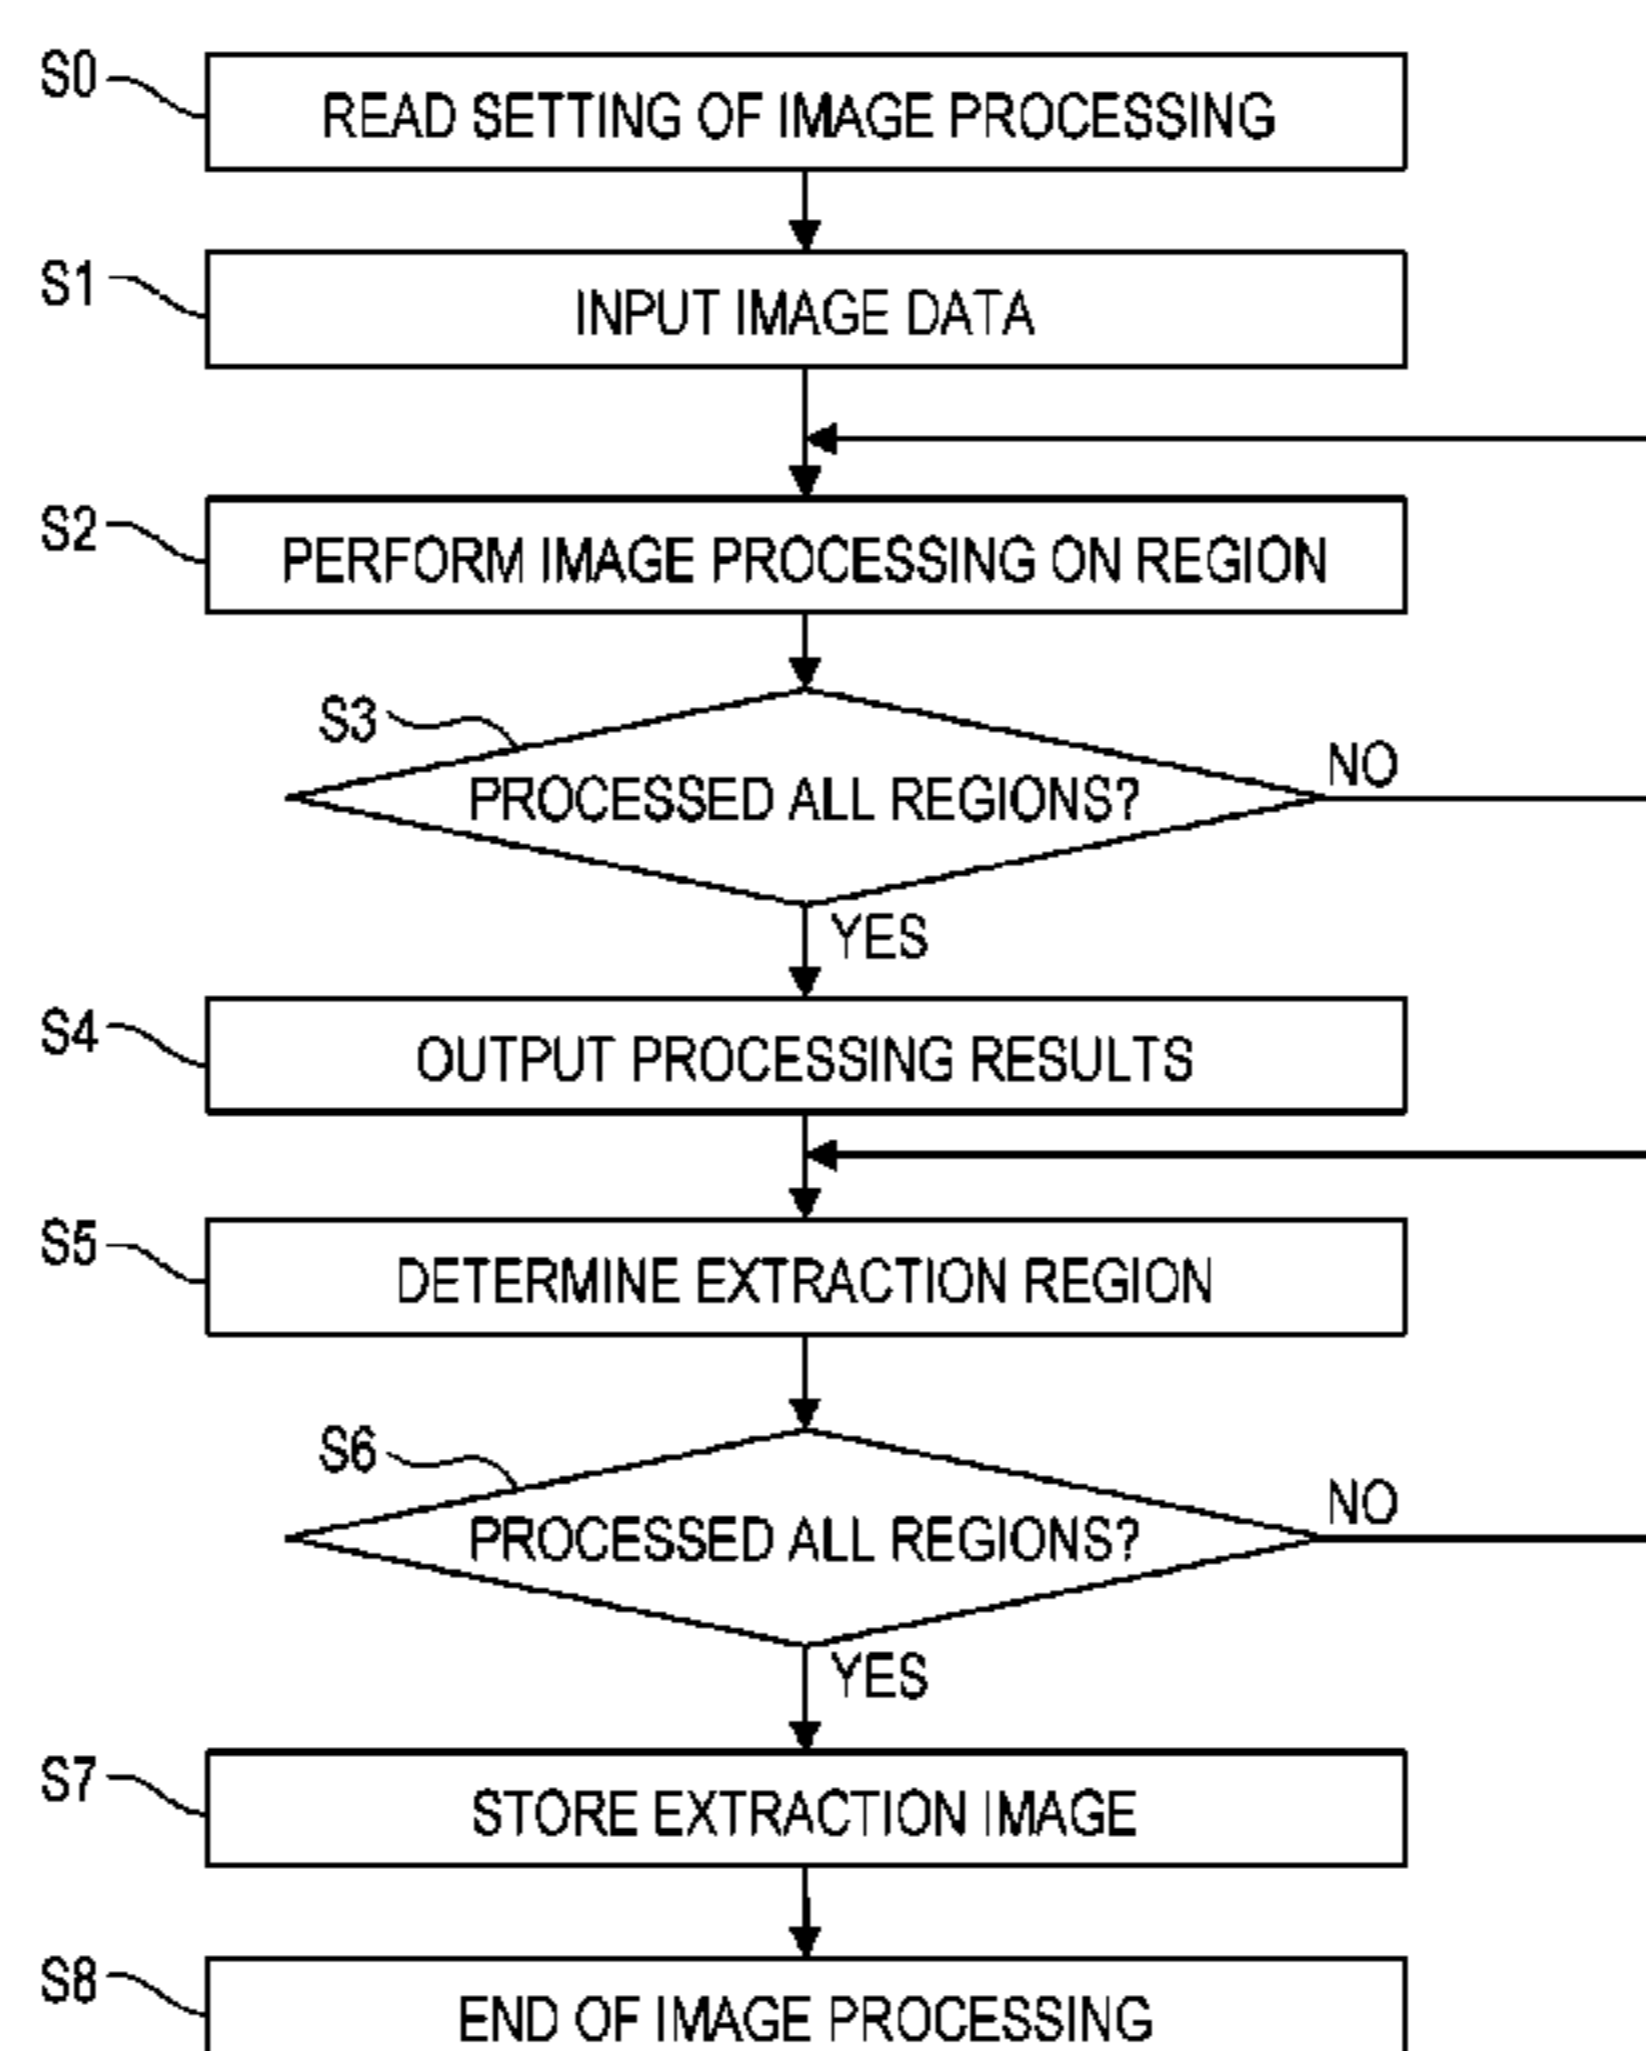 S0
READ SETTING OF IMAGE PROCESSING
S1
INPUT IMAGE DATA
S2
PERFORM IMAGE PROCESSING ON REGION
S3
PROCESSED ALL REGIONS?
NO
YES
S4
OUTPUT PROCESSING RESULTS
S5
DETERMINE EXTRACTION REGION
S6
PROCESSED ALL REGIONS?
NO
YES
S7
STORE EXTRACTION IMAGE
S8
END OF IMAGE PROCESSING